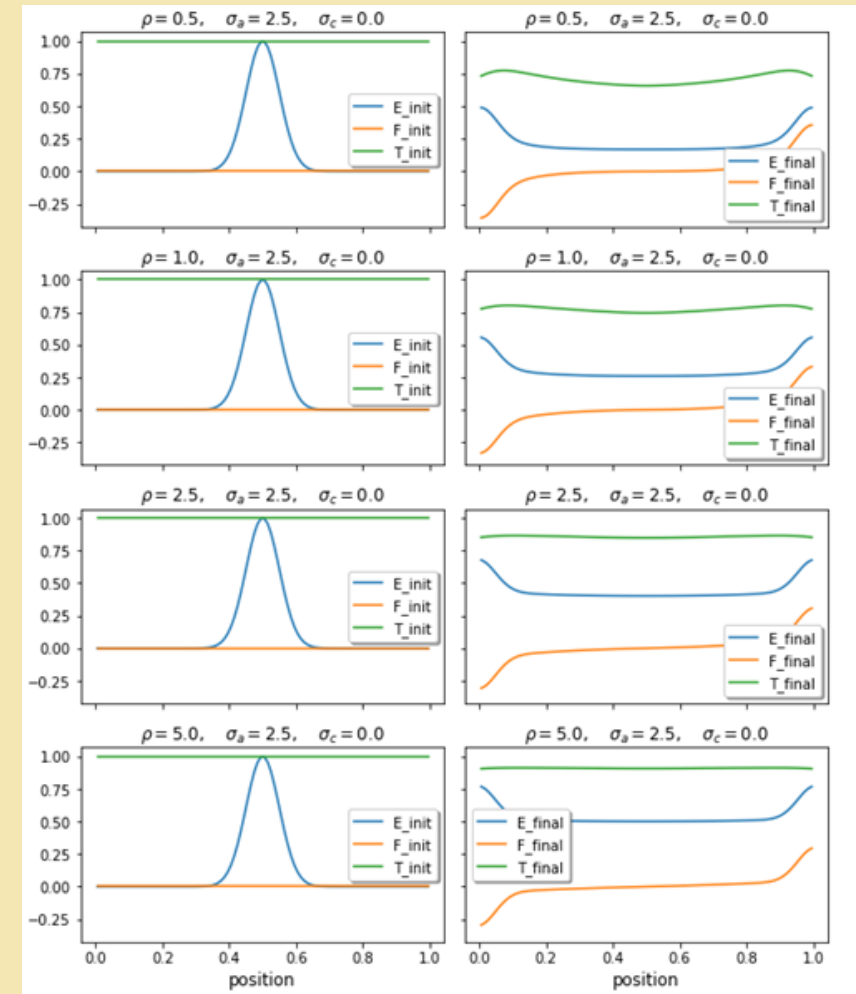 ρ = 0.5, σₐ = 2.5, σ_c = 0.0
1.00
0.75
0.50
0.25
0.00
−0.25
E_init
F_init
T_init
ρ = 0.5, σₐ = 2.5, σ_c = 0.0
E_final
F_final
T_final
ρ = 1.0, σₐ = 2.5, σ_c = 0.0
1.00
0.75
0.50
0.25
0.00
−0.25
E_init
F_init
T_init
ρ = 1.0, σₐ = 2.5, σ_c = 0.0
E_final
F_final
T_final
ρ = 2.5, σₐ = 2.5, σ_c = 0.0
1.00
0.75
0.50
0.25
0.00
−0.25
E_init
F_init
T_init
ρ = 2.5, σₐ = 2.5, σ_c = 0.0
E_final
F_final
T_final
ρ = 5.0, σₐ = 2.5, σ_c = 0.0
1.00
0.75
0.50
0.25
0.00
−0.25
E_init
F_init
T_init
0.0 0.2 0.4 0.6 0.8 1.0
position
ρ = 5.0, σₐ = 2.5, σ_c = 0.0
E_final
F_final
T_final
0.0 0.2 0.4 0.6 0.8 1.0
position